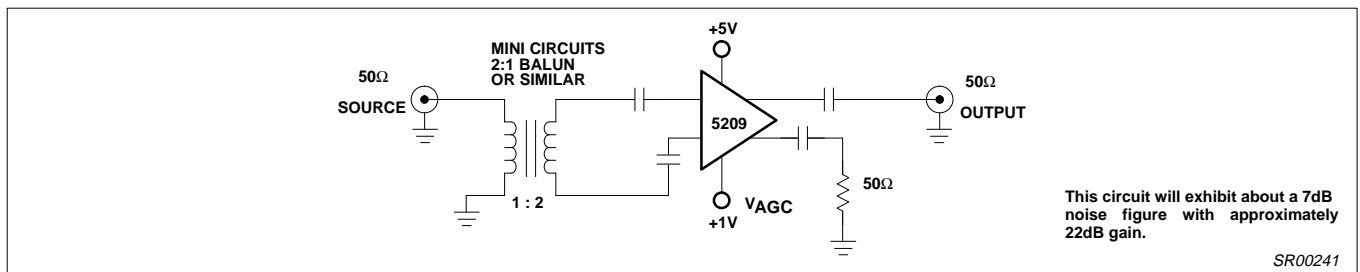 +5V
MINI CIRCUITS
2:1 BALUN
OR SIMILAR
50Ω
SOURCE
50Ω
OUTPUT
5209
50Ω
1 : 2
VAGC
+1V
This circuit will exhibit about a 7dB
noise figure with approximately
22dB gain.
SR00241